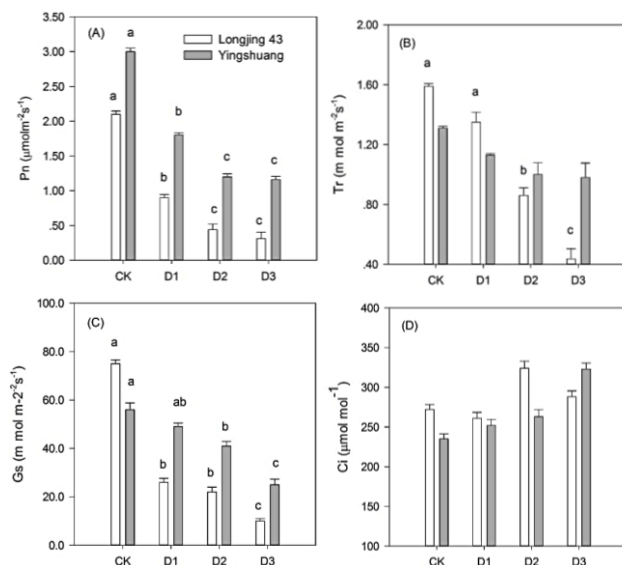 (A)
Longjing 43
Yingshuang
Pn (μmolm⁻²s⁻¹)
3.00
2.50
2.00
1.50
1.00
.50
0.00
a
a
b
b
c
c
c
c
CK D1 D2 D3
(B)
Tr (m mol m⁻²s⁻¹)
2.00
1.60
1.20
.80
.40
a
a
b
c
CK D1 D2 D3
(C)
Gs (m mol m-2⁻²s⁻¹)
100.0
80.0
60.0
40.0
20.0
0.0
a
a
ab
b
b
b
c
c
CK D1 D2 D3
(D)
Ci (μmol mol⁻¹)
400
350
300
250
200
150
100
CK D1 D2 D3